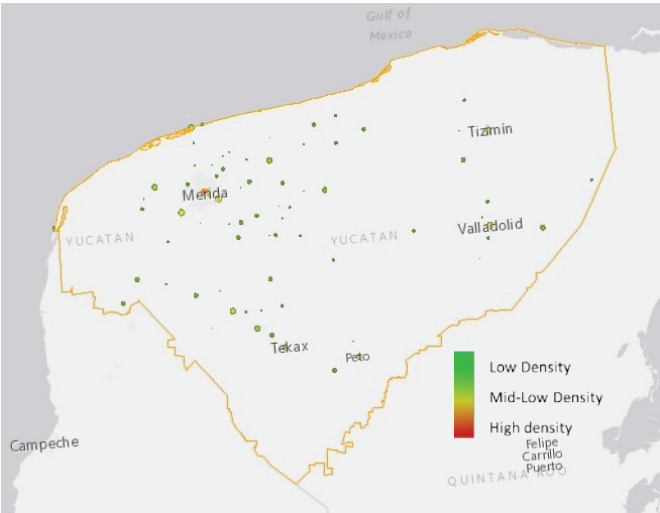 Gulf of
Mexico
Tizimín
Merida
Valladolid
YUCATAN
YUCATAN
Tekax
Peto
Low Density
Mid-Low Density
High density
Campeche
Felipe
Carrillo
Puerto
QUINTANA ROO